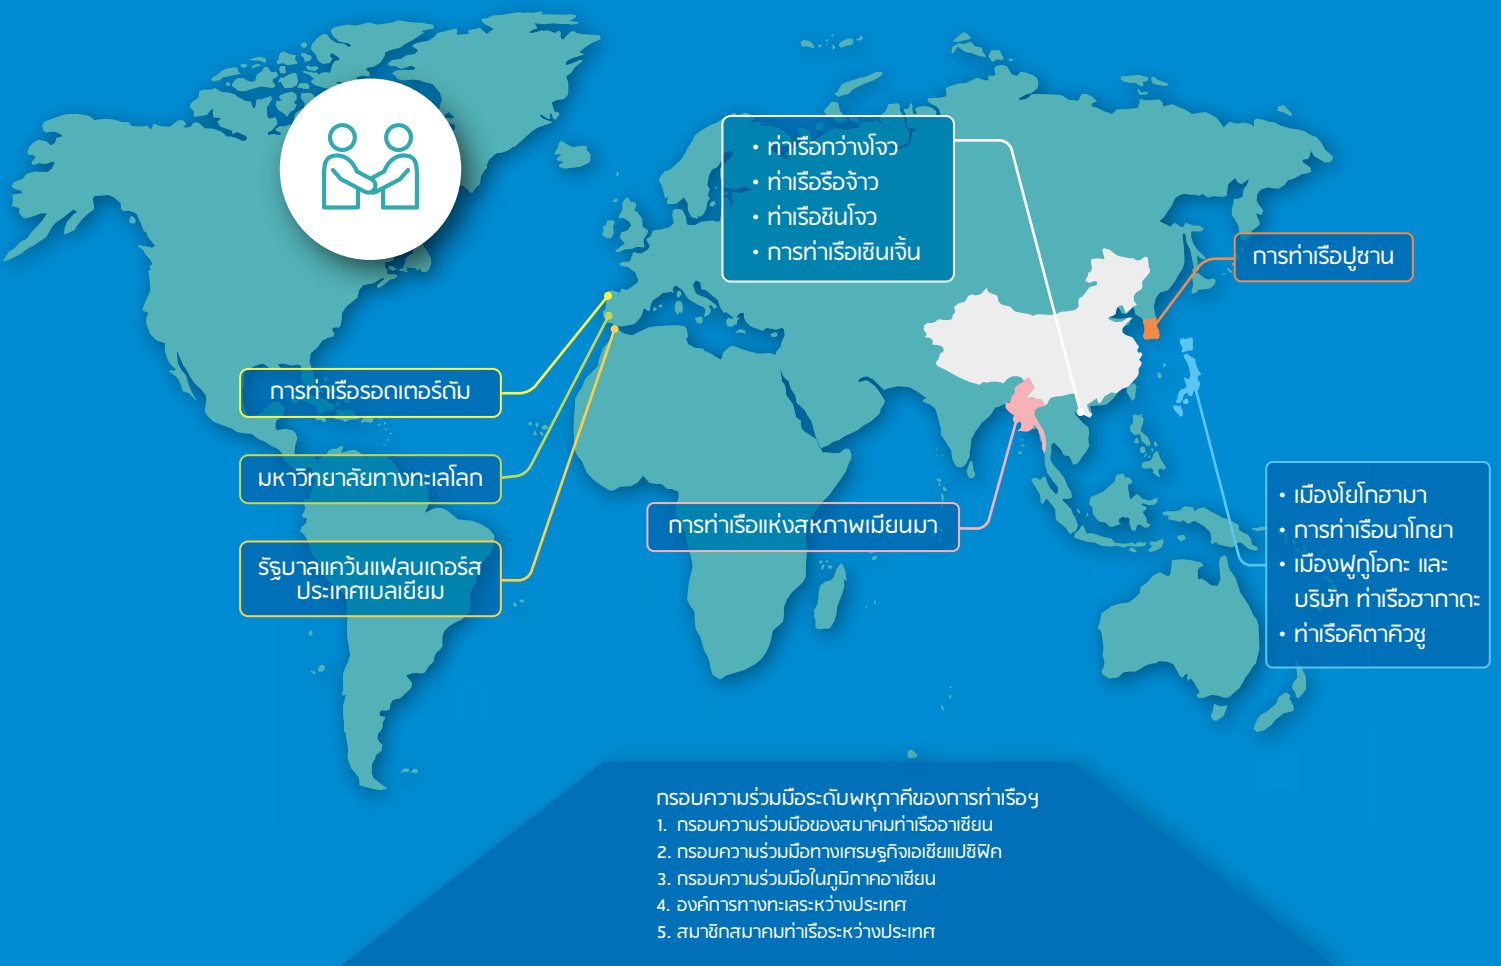 • ท่าเรือกว่างโจว
• ท่าเรือรือจ้าว
• ท่าเรือชินโจว
• การท่าเรือเซินเจิ้น
การท่าเรือปูซาน
การท่าเรือรอตเตอร์ดัม
มหาวิทยาลัยทางทะเลโลก
รัฐบาลแคว้นแฟลนเดอร์ส
ประเทศเบลเยียม
การท่าเรือแห่งสหภาพเมียนมา
• เมืองโยโกฮามา
• การท่าเรือนาโกยา
• เมืองฟูกูโอกะ และ
บริษัท ท่าเรือฮากาตะ
• ท่าเรือคิตาคิวชู
กรอบความร่วมมือระดับพหุภาคีของการท่าเรือฯ
1. กรอบความร่วมมือของสมาคมท่าเรืออาเซียน
2. กรอบความร่วมมือทางเศรษฐกิจเอเชียแปซิฟิค
3. กรอบความร่วมมือในภูมิภาคอาเซียน
4. องค์การทางทะเลระหว่างประเทศ
5. สมาชิกสมาคมท่าเรือระหว่างประเทศ